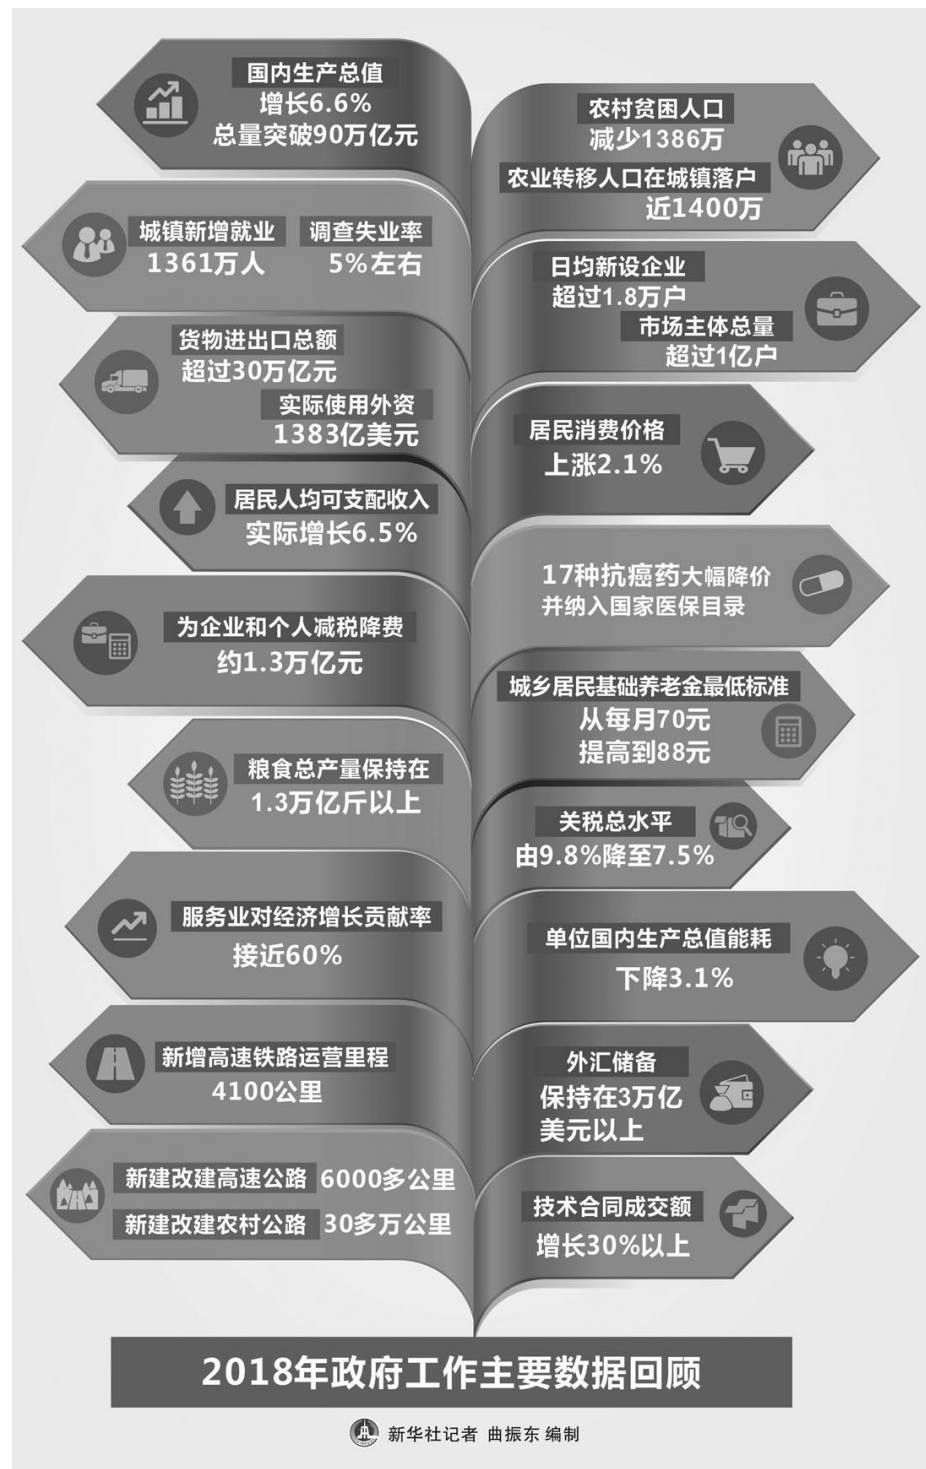 国内生产总值
增长6.6%
总量突破90万亿元
农村贫困人口
减少1386万
农业转移人口在城镇落户
近1400万
城镇新增就业 调查失业率
1361万人 5%左右
日均新设企业
超过1.8万户
市场主体总量
超过1亿户
货物进出口总额
超过30万亿元
实际使用外资
1383亿美元
居民消费价格
上涨2.1%
居民人均可支配收入
实际增长6.5%
17种抗癌药大幅降价
并纳入国家医保目录
为企业和个人减税降费
约1.3万亿元
城乡居民基础养老金最低标准
从每月70元
提高到88元
粮食总产量保持在
1.3万亿斤以上
关税总水平
由9.8%降至7.5%
服务业对经济增长贡献率
接近60%
单位国内生产总值能耗
下降3.1%
新增高速铁路运营里程
4100公里
外汇储备
保持在3万亿
美元以上
新建改建高速公路 6000多公里
新建改建农村公路 30多万公里
技术合同成交额
增长30%以上
2018年政府工作主要数据回顾
新华社记者 曲振东 编制